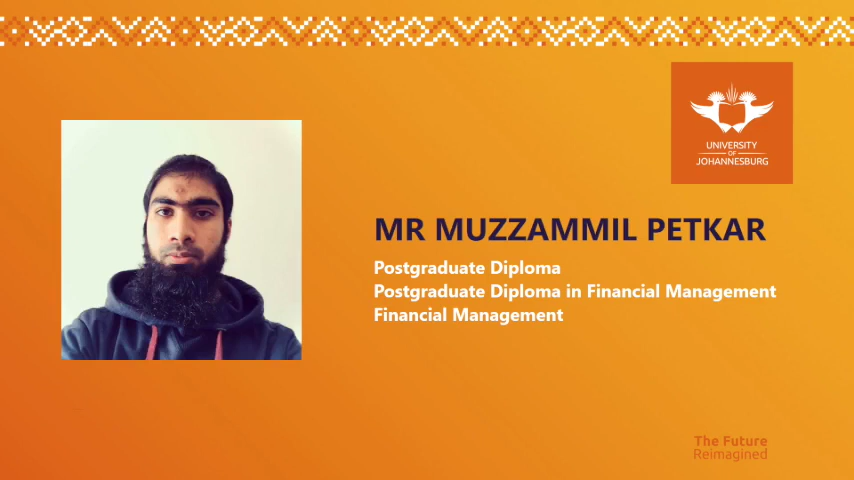 UNIVERSITY
OF
JOHANNESBURG
MR MUZZAMMIL PETKAR
Postgraduate Diploma
Postgraduate Diploma in Financial Management
Financial Management
The Future
Reimagined